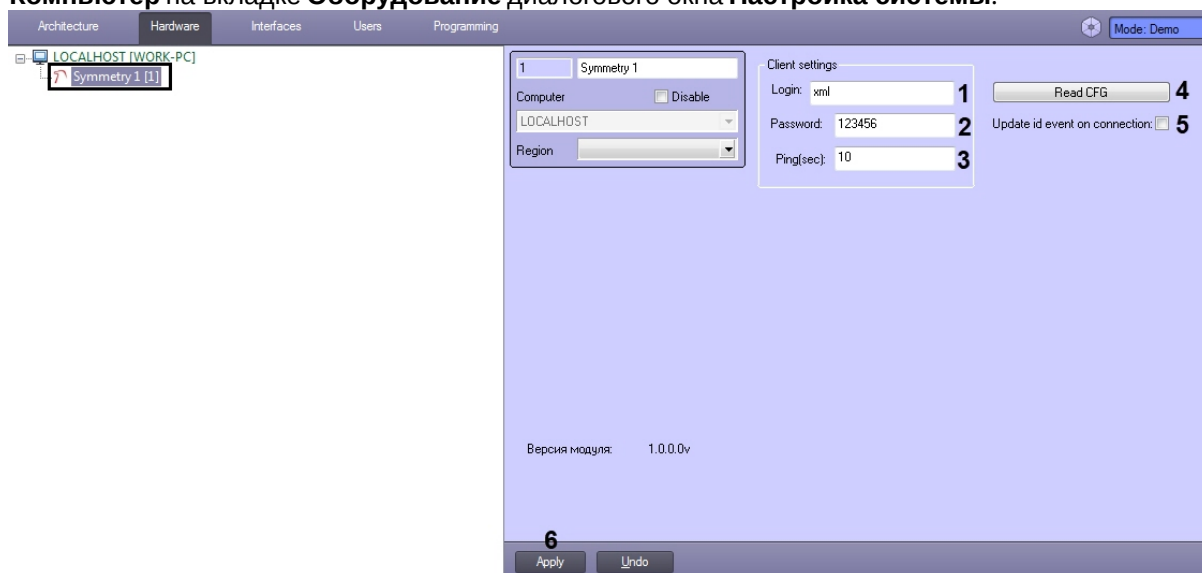 Компьютер на вкладке Оборудование диалогового окна Настройка системы.
Architecture Hardware Interfaces Users Programming Mode: Demo
LOCALHOST [WORK-PC]
Symmetry 1 [1]
1 Symmetry 1
Computer Disable
LOCALHOST
Region
Client settings
Login: xml 1
Password: 123456 2
Ping(sec): 10 3
Read CFG 4
Update id event on connection: 5
Версия модуля: 1.0.0.0v
6
Apply Undo